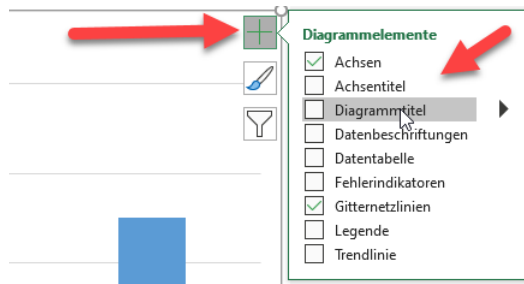 Diagrammelemente
Achsen
Achsentitel
Diagrammtitel
Datenbeschriftungen
Datentabelle
Fehlerindikatoren
Gitternetzlinien
Legende
Trendlinie